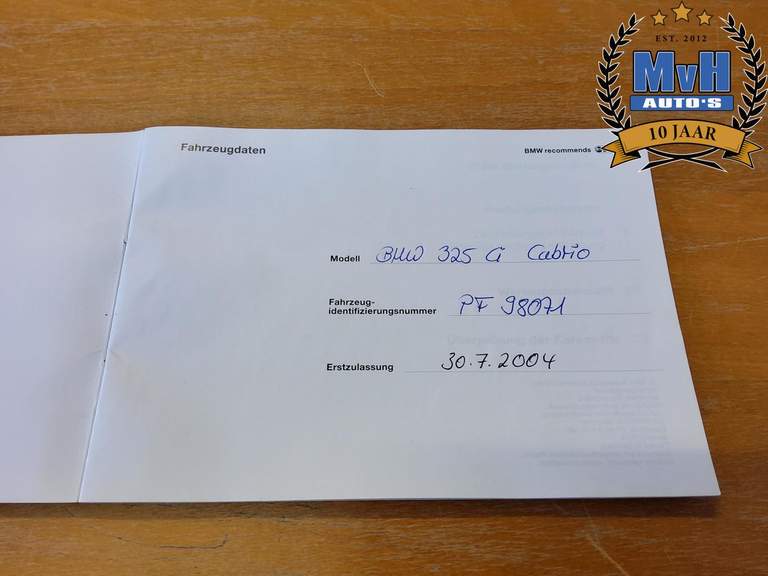 EST. 2012
MvH
AUTO'S
10 JAAR
Fahrzeugdaten
BMW recommends
Modell BMW 325 Ci Cabrio
Fahrzeug-
identifizierungsnummer PF 98071
Erstzulassung 30.7.2004